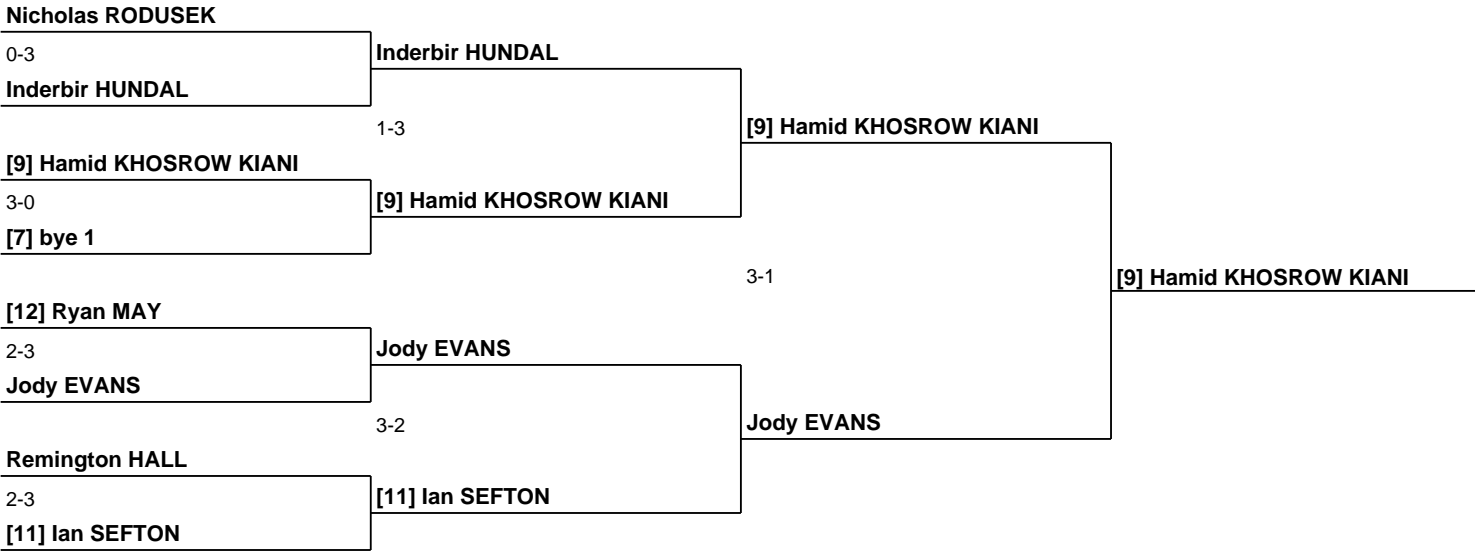 Nicholas RODUSEK
0-3
Inderbir HUNDAL
Inderbir HUNDAL
1-3
[9] Hamid KHOSROW KIANI
[9] Hamid KHOSROW KIANI
3-0
[9] Hamid KHOSROW KIANI
[7] bye 1
3-1
[9] Hamid KHOSROW KIANI
[12] Ryan MAY
2-3
Jody EVANS
Jody EVANS
3-2
Jody EVANS
Remington HALL
2-3
[11] Ian SEFTON
[11] Ian SEFTON